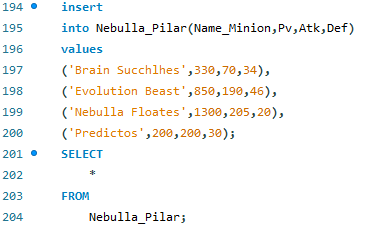 194 insert
195 into Nebulla_Pilar(Name_Minion,Pv,Atk,Def)
196 values
197 ('Brain Succhlhes',330,70,34),
198 ('Evolution Beast',850,190,46),
199 ('Nebulla Floates',1300,205,20),
200 ('Predictos',200,200,30);
201 SELECT
202 *
203 FROM
204 Nebulla_Pilar;